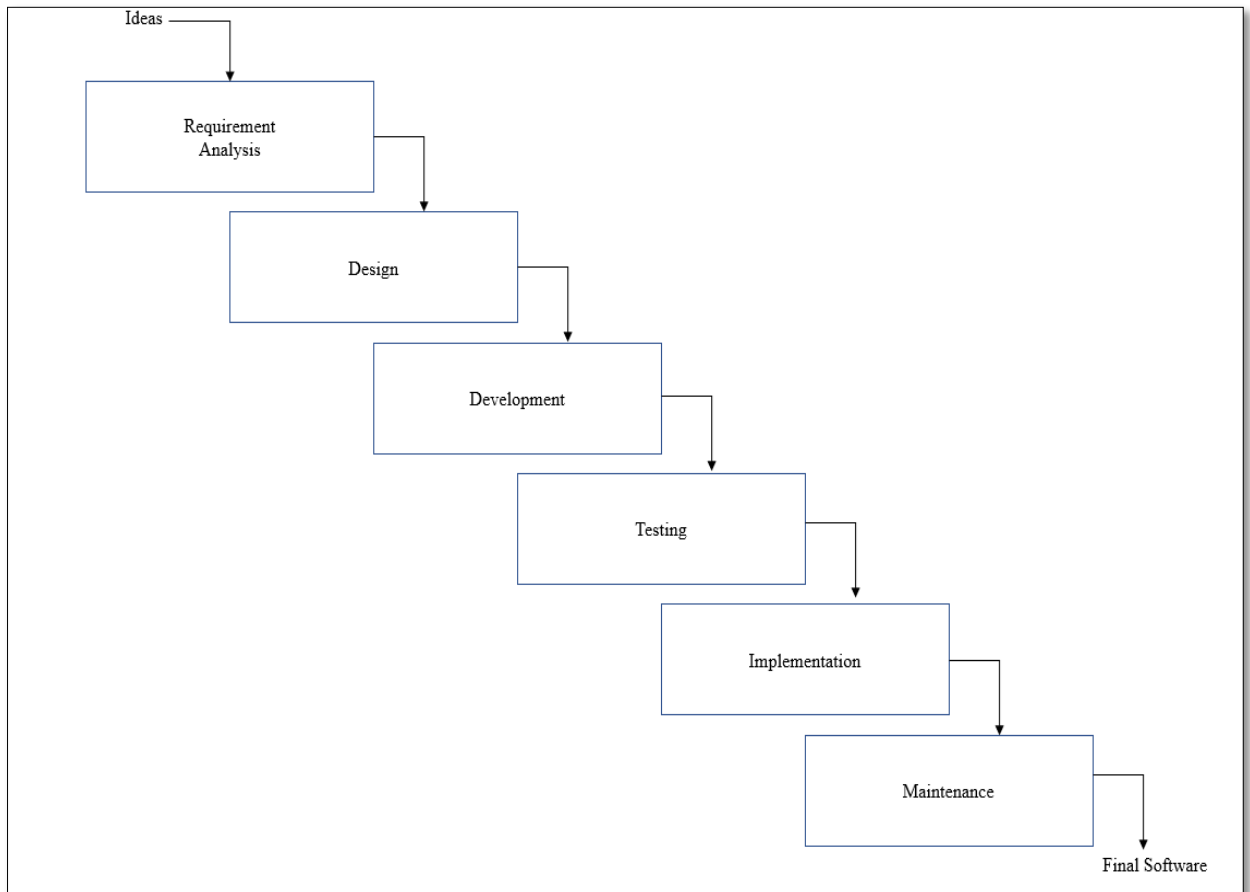 Ideas
Requirement
Analysis
Design
Development
Testing
Implementation
Maintenance
Final Software